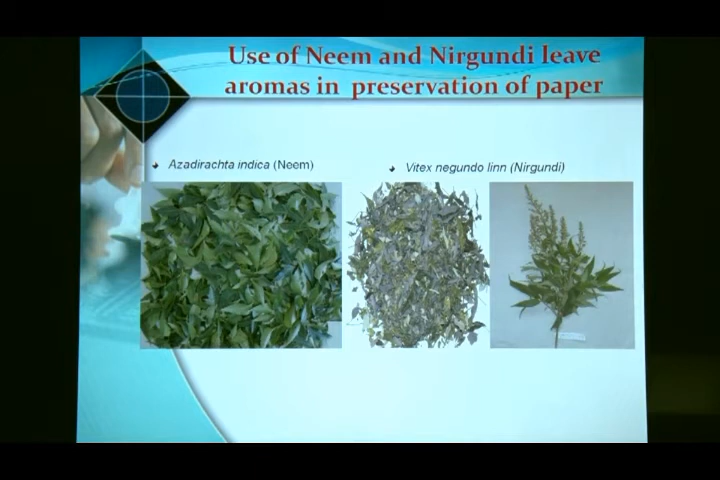 Use of Neem and Nirgundi leave
aromas in preservation of paper
Azadirachta indica (Neem)
Vitex negundo linn (Nirgundi)